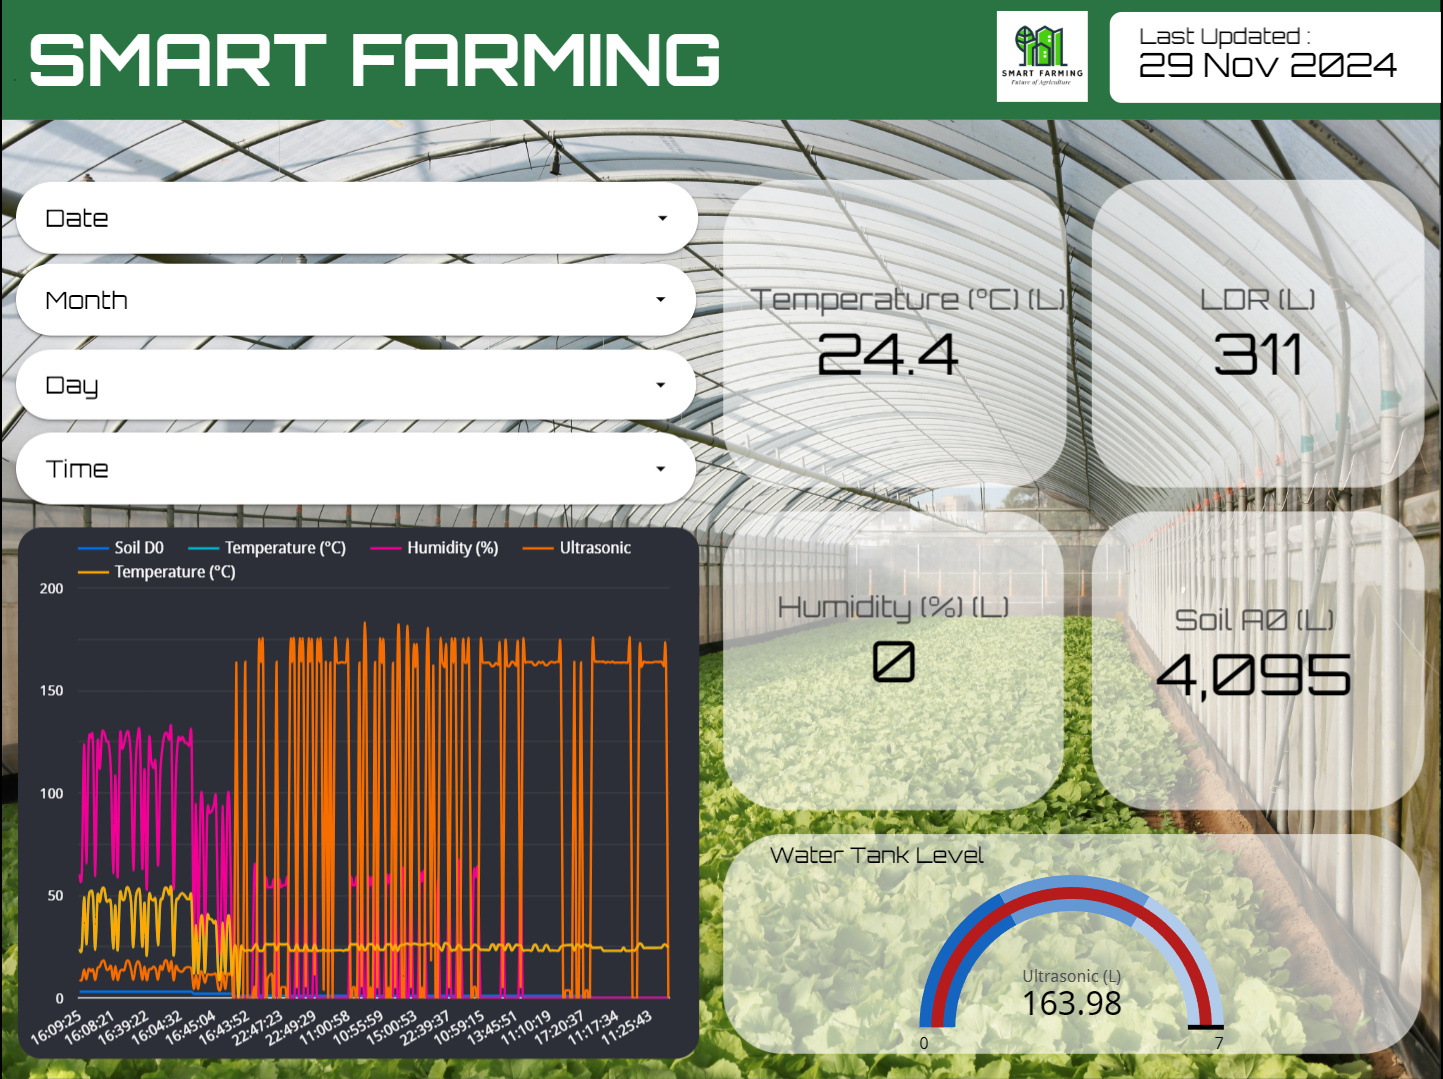 SMART FARMING
SMART FARMING
Future of Agriculture
Last Updated :
29 Nov 2024
Date
Month
Day
Time
Temperature (°C) (L)
24.4
LDR (L)
311
Humidity (%) (L)
0
Soil A0 (L)
4,095
Soil D0
Temperature (°C)
Humidity (%)
Ultrasonic
Temperature (°C)
200
150
100
50
0
16:09:25
16:08:21
16:39:22
16:04:32
16:45:04
16:43:52
22:47:23
22:49:29
11:00:58
10:55:59
15:00:53
22:39:37
10:59:15
13:45:51
11:10:19
17:20:37
11:17:34
11:25:43
Water Tank Level
Ultrasonic (L)
163.98
0
7